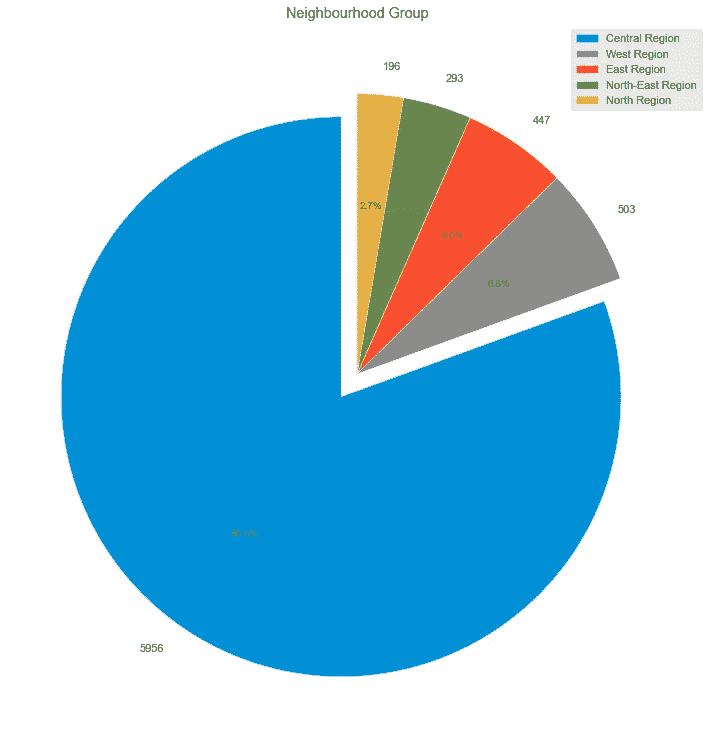 Neighbourhood Group
Central Region
West Region
East Region
North-East Region
North Region
196
293
447
503
2.7%
6.8%
5956